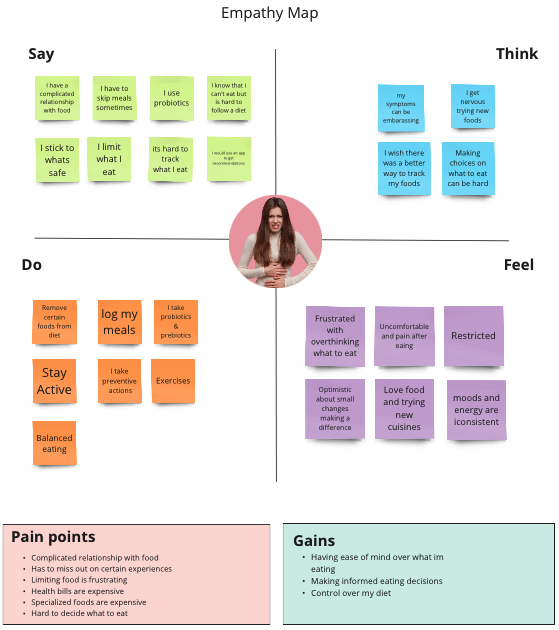 Empathy Map
Say
I have a
complicated
relationship
with food
I have to
skip meals
sometimes
I use
probiotics
I know that I
can't eat but
is hard to
follow a diet
I stick to
whats
safe
I limit
what I
eat
its hard to
track
what I eat
I would use an app
to get
recommendations
Think
my
symptoms
can be
embarassing
I get
nervous
trying new
foods
I wish there
was a better
way to track
my foods
Making
choices on
what to eat
can be hard
Do
Remove
certain
foods from
diet
log my
meals
I take
probiotics
&
prebiotics
Stay
Active
I take
preventive
actions
Exercises
Balanced
eating
Feel
Frustrated
with
overthinking
what to eat
Uncomfortable
and pain after
eaing
Restricted
Optimistic
about small
changes
making a
difference
Love food
and trying
new
cuisines
moods and
energy are
iconsistent
Pain points
• Complicated relationship with food
• Has to miss out on certain experiences
• Limiting food is frustrating
• Health bills are expensive
• Specialized foods are expensive
• Hard to decide what to eat
Gains
• Having ease of mind over what im
eating
• Making informed eating decisions
• Control over my diet